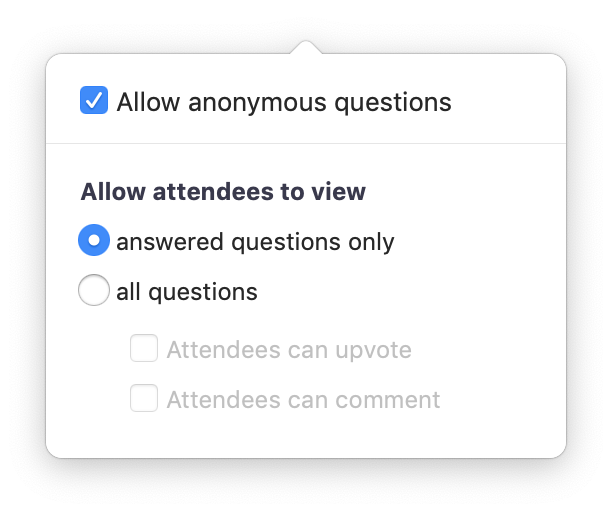 Allow anonymous questions
Allow attendees to view
answered questions only
all questions
Attendees can upvote
Attendees can comment